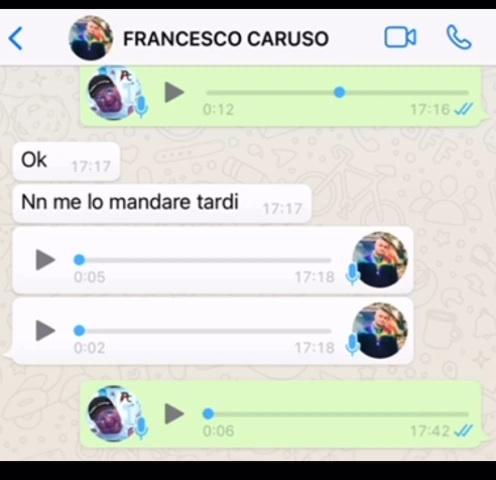 FRANCESCO CARUSO
0:12 17:16
Ok 17:17
Nn me lo mandare tardi 17:17
0:05 17:18
0:02 17:18
0:06 17:42